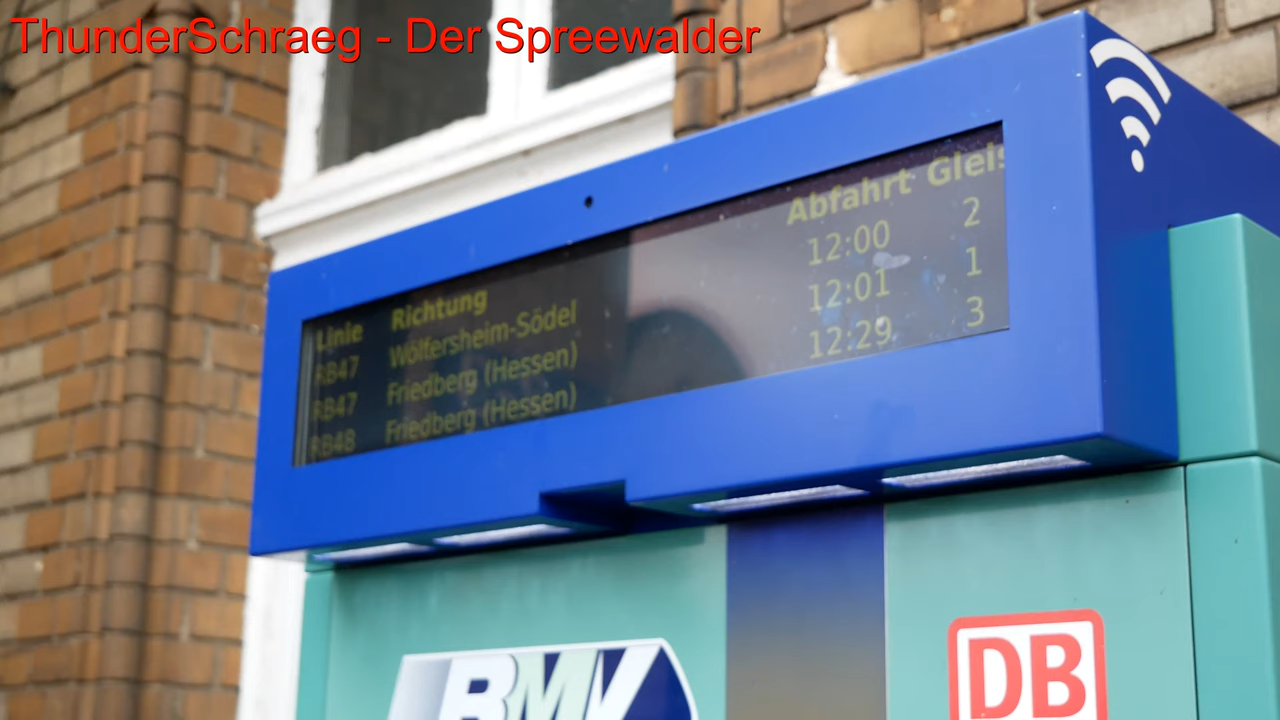 ThunderSchraeg - Der Spreewalder
Linie Richtung Abfahrt Gleis
RB47 Wölfersheim-Södel 12:00 2
RB47 Friedberg (Hessen) 12:01 1
RB48 Friedberg (Hessen) 12:29 3
RMV
DB